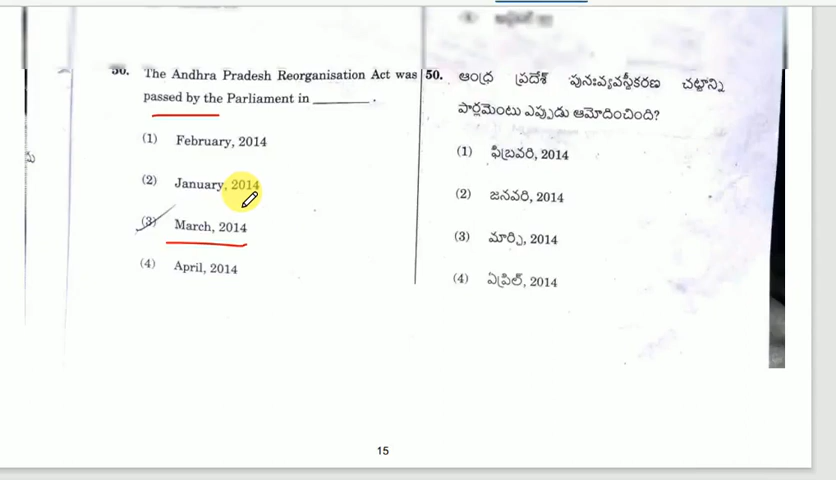 50. The Andhra Pradesh Reorganisation Act was
passed by the Parliament in ________ .
(1) February, 2014
(2) January, 2014
(3) March, 2014
(4) April, 2014
50. ఆంధ్ర ప్రదేశ్ పునఃవ్యవస్థీకరణ చట్టాన్ని
పార్లమెంటు ఎప్పుడు ఆమోదించింది?
(1) ఫిబ్రవరి, 2014
(2) జనవరి, 2014
(3) మార్చి, 2014
(4) ఏప్రిల్, 2014
15